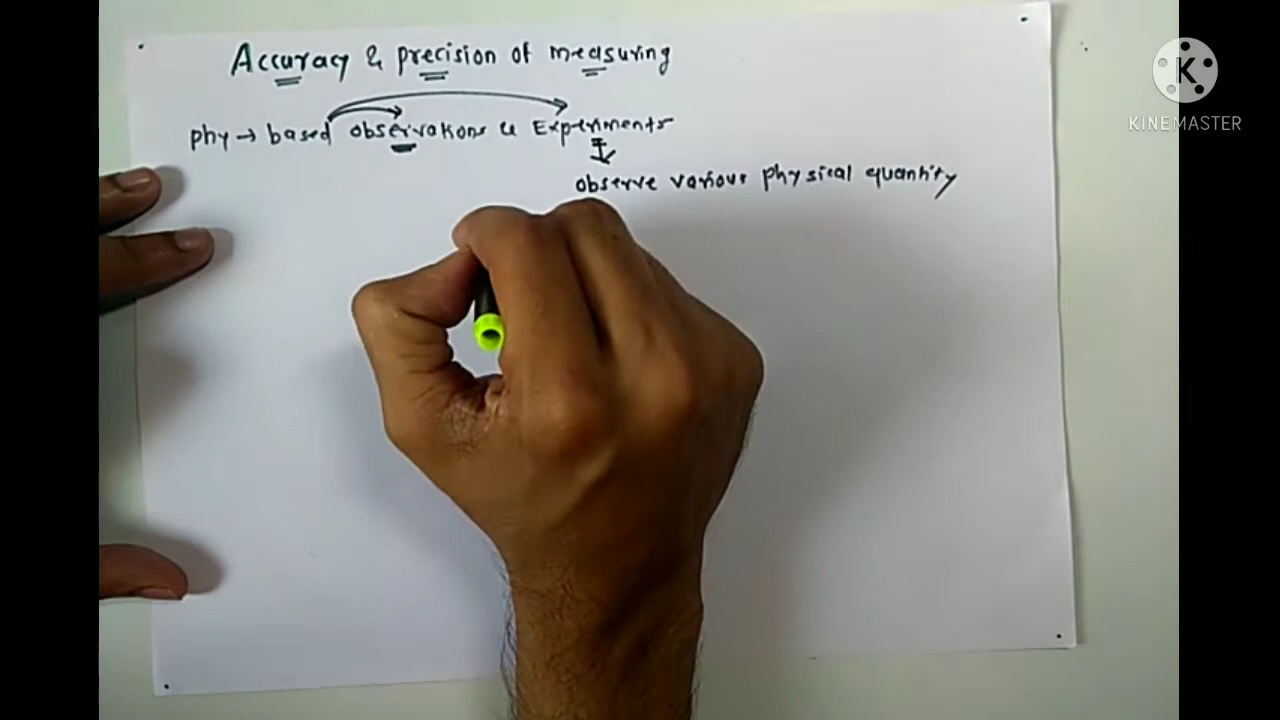 Accuracy & precision of measuring
phy → based observations & Experiments
observe various physical quantity
K
KINEMASTER